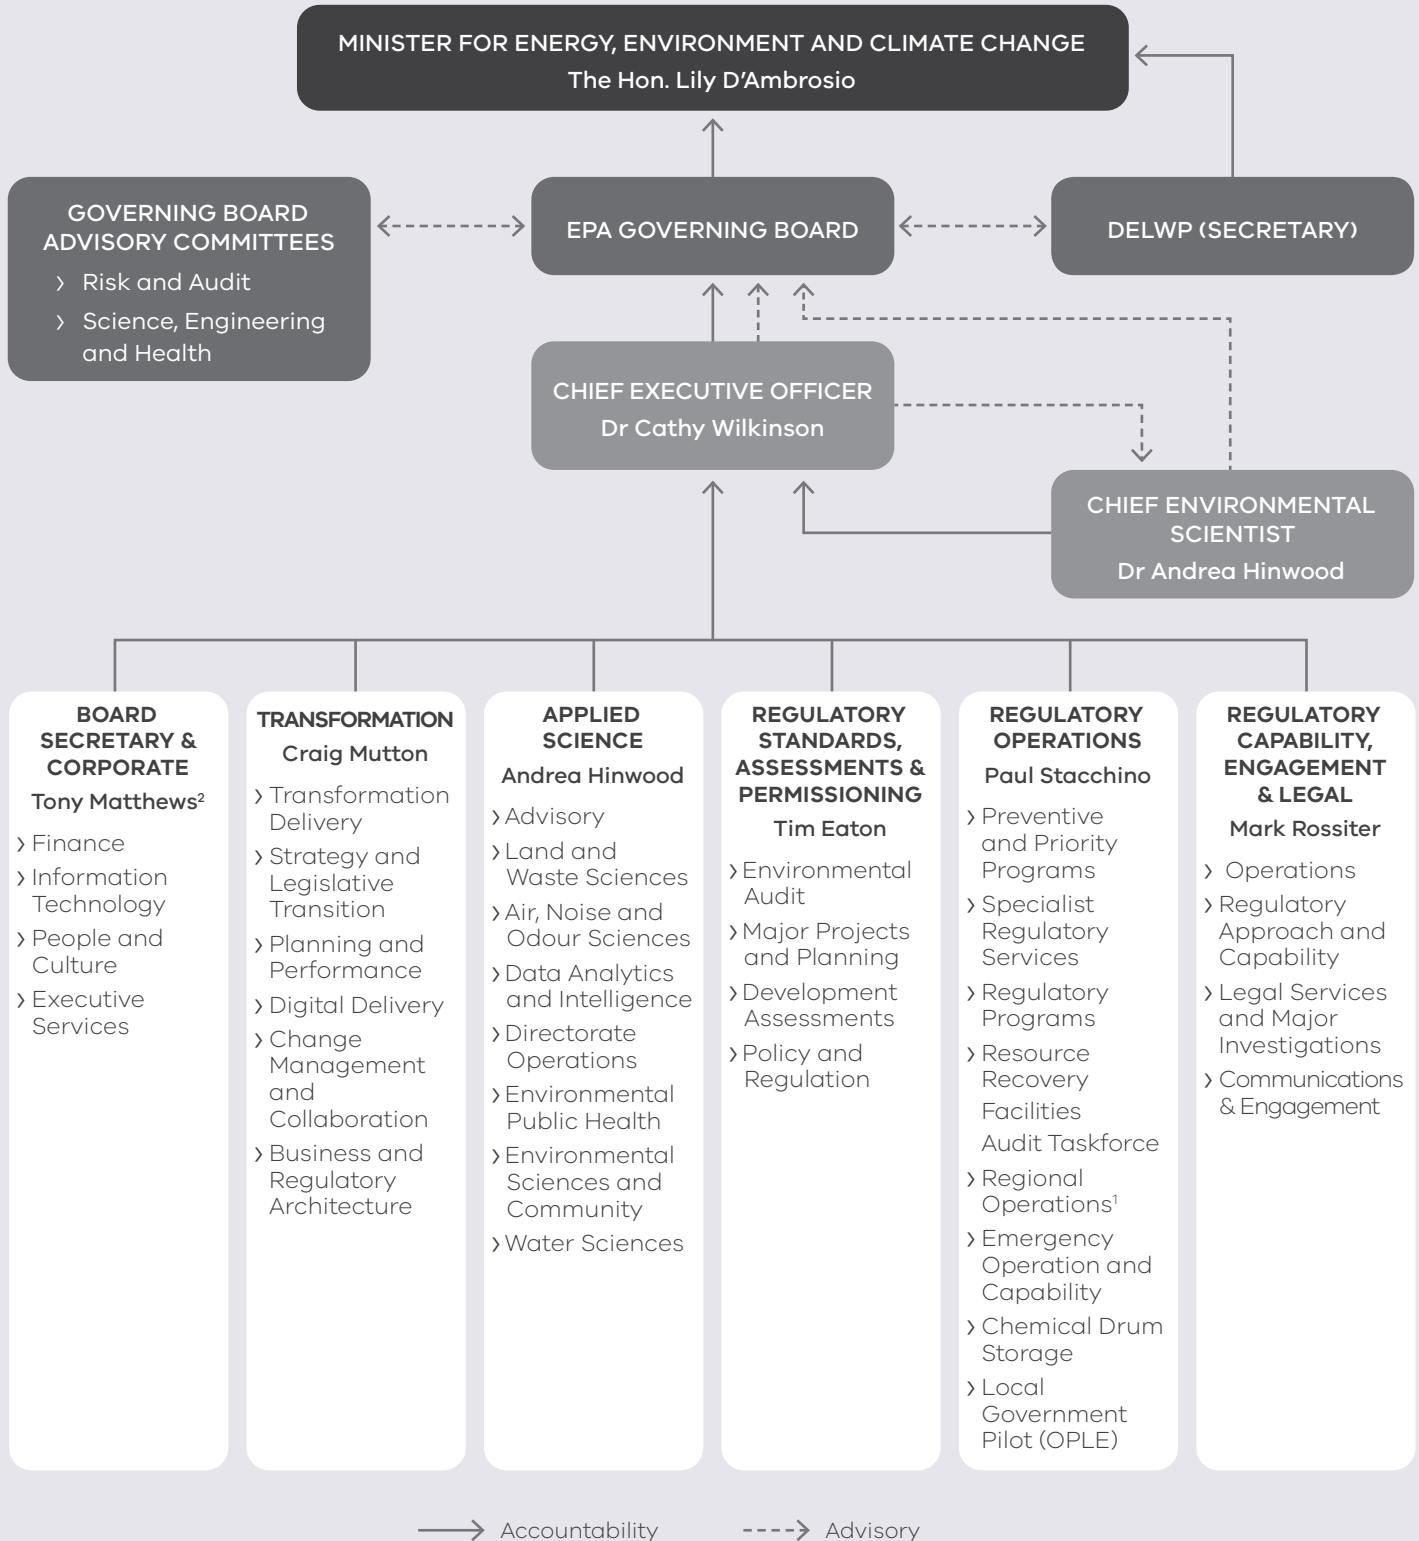 MINISTER FOR ENERGY, ENVIRONMENT AND CLIMATE CHANGE
The Hon. Lily D'Ambrosio
GOVERNING BOARD
ADVISORY COMMITTEES
› Risk and Audit
› Science, Engineering
and Health
EPA GOVERNING BOARD
DELWP (SECRETARY)
CHIEF EXECUTIVE OFFICER
Dr Cathy Wilkinson
CHIEF ENVIRONMENTAL
SCIENTIST
Dr Andrea Hinwood
BOARD
SECRETARY &
CORPORATE
Tony Matthews²
› Finance
› Information
Technology
› People and
Culture
› Executive
Services
TRANSFORMATION
Craig Mutton
› Transformation
Delivery
› Strategy and
Legislative
Transition
› Planning and
Performance
› Digital Delivery
› Change
Management
and
Collaboration
› Business and
Regulatory
Architecture
APPLIED
SCIENCE
Andrea Hinwood
› Advisory
› Land and
Waste Sciences
› Air, Noise and
Odour Sciences
› Data Analytics
and Intelligence
› Directorate
Operations
› Environmental
Public Health
› Environmental
Sciences and
Community
› Water Sciences
REGULATORY
STANDARDS,
ASSESSMENTS &
PERMISSIONING
Tim Eaton
› Environmental
Audit
› Major Projects
and Planning
› Development
Assessments
› Policy and
Regulation
REGULATORY
OPERATIONS
Paul Stacchino
› Preventive
and Priority
Programs
› Specialist
Regulatory
Services
› Regulatory
Programs
› Resource
Recovery
Facilities
Audit Taskforce
› Regional
Operations¹
› Emergency
Operation and
Capability
› Chemical Drum
Storage
› Local
Government
Pilot (OPLE)
REGULATORY
CAPABILITY,
ENGAGEMENT
& LEGAL
Mark Rossiter
› Operations
› Regulatory
Approach and
Capability
› Legal Services
and Major
Investigations
› Communications
& Engagement
Accountability
Advisory